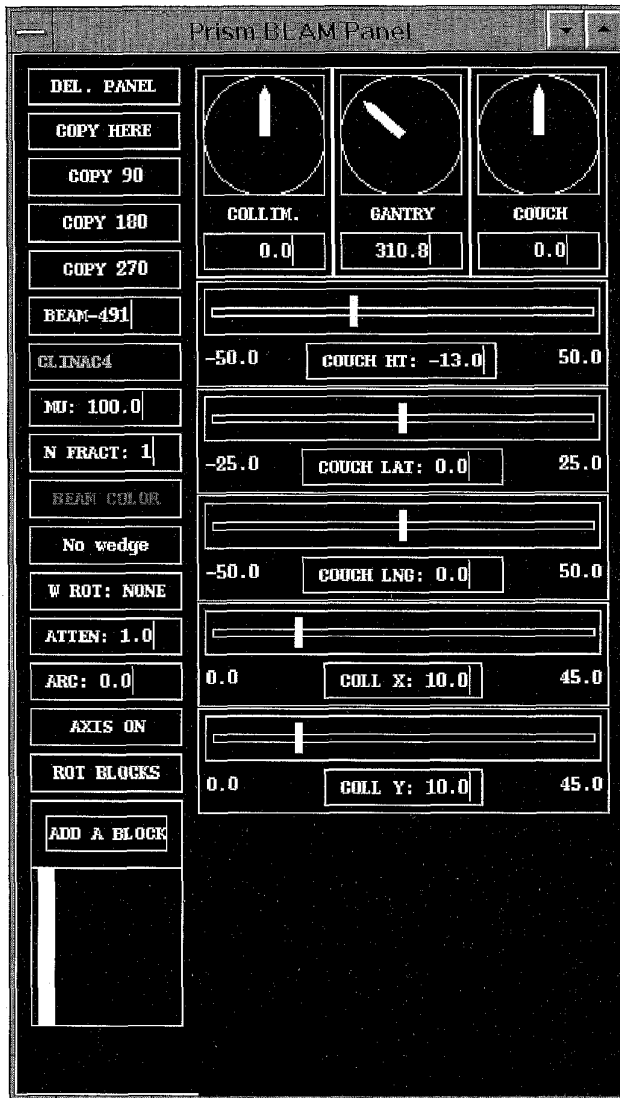 Prism BEAM Panel
DEL. PANEL
COPY HERE
COPY 90
COPY 180
COPY 270
BEAM-491
CLINAC4
MU: 100.0
N FRACT: 1
BEAM COLOR
No wedge
W ROT: NONE
ATTEN: 1.0
ARC: 0.0
AXIS ON
ROT BLOCKS
ADD A BLOCK
COLLIM. GANTRY COUCH
0.0 310.8 0.0
-50.0 COUCH HT: -13.0 50.0
-25.0 COUCH LAT: 0.0 25.0
-50.0 COUCH LNG: 0.0 50.0
0.0 COLL X: 10.0 45.0
0.0 COLL Y: 10.0 45.0